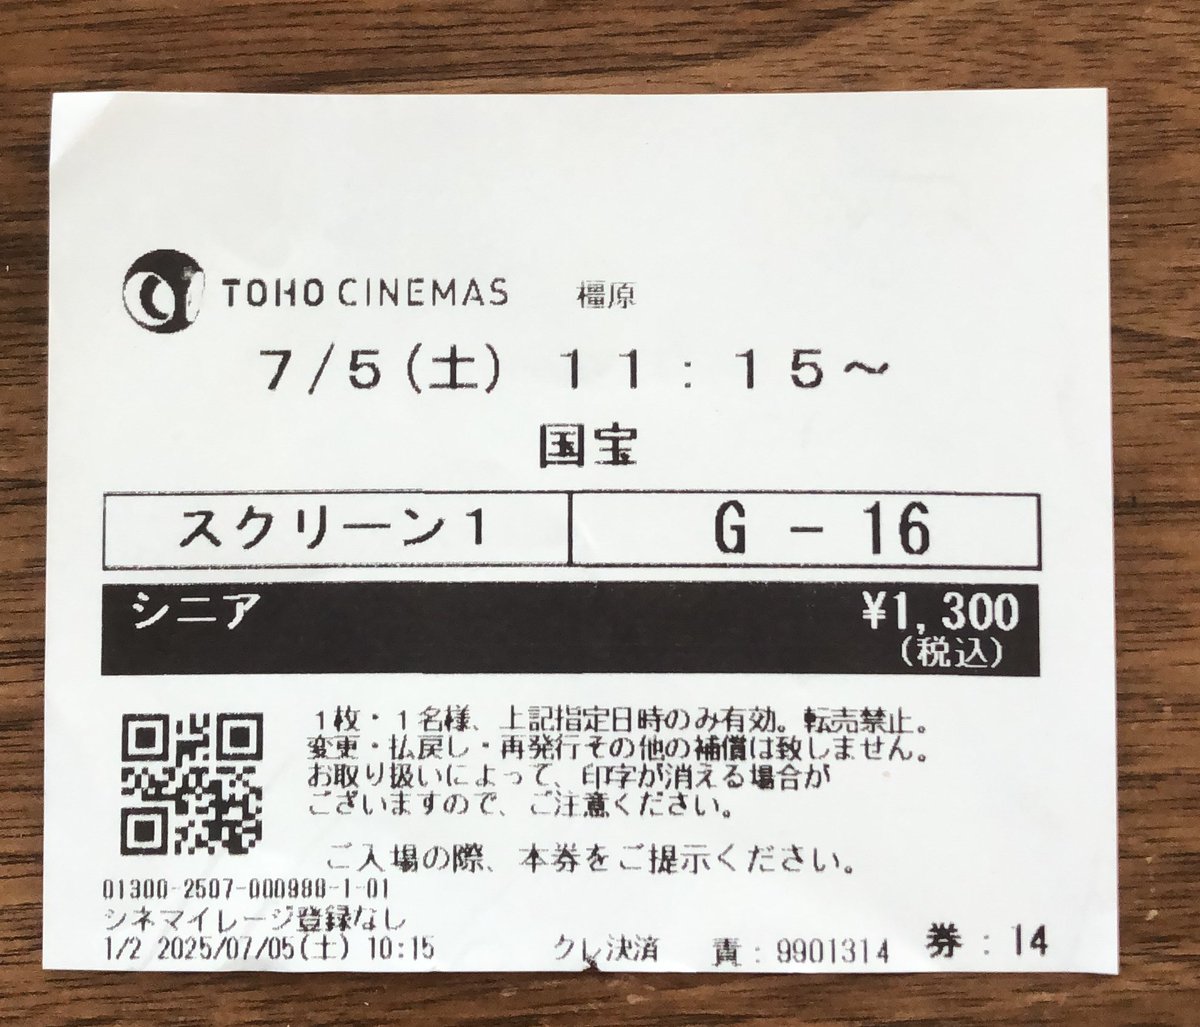 TOHO CINEMAS 橿原
7/5(土) 11:15～
国宝
スクリーン1 G - 16
シニア ¥1,300
(税込)
1枚・1名様、上記指定日時のみ有効。転売禁止。
変更・払戻し・再発行その他の補償は致しません。
お取り扱いによって、印字が消える場合が
ございますので、ご注意ください。
ご入場の際、本券をご提示ください。
01300-2507-000988-1-01
シネマイレージ登録なし
1/2 2025/07/05(土) 10:15 クレ決済 責:9901314 券:14